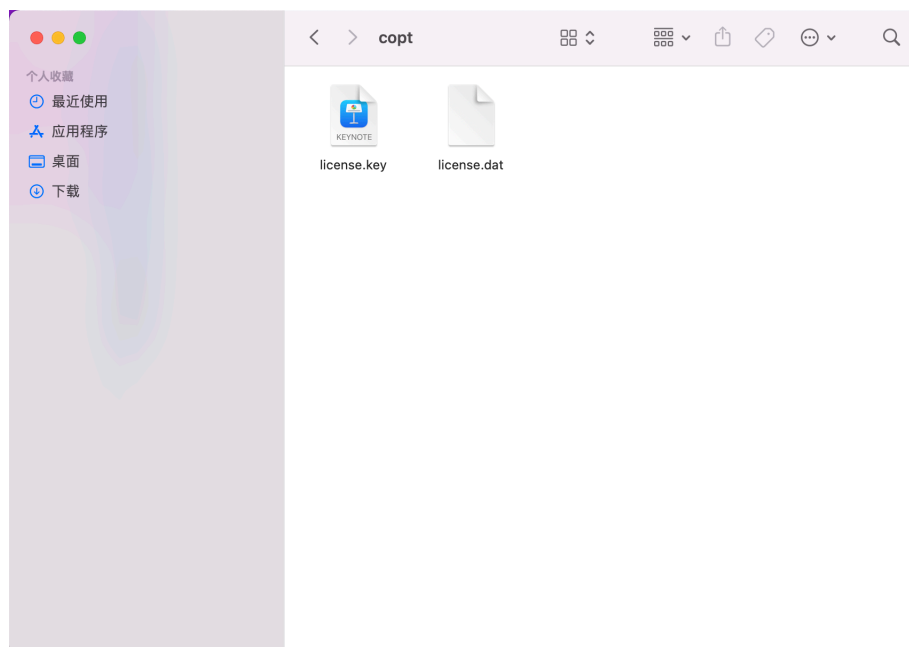 copt
个人收藏
最近使用
应用程序
桌面
下载
KEYNOTE
license.key
license.dat